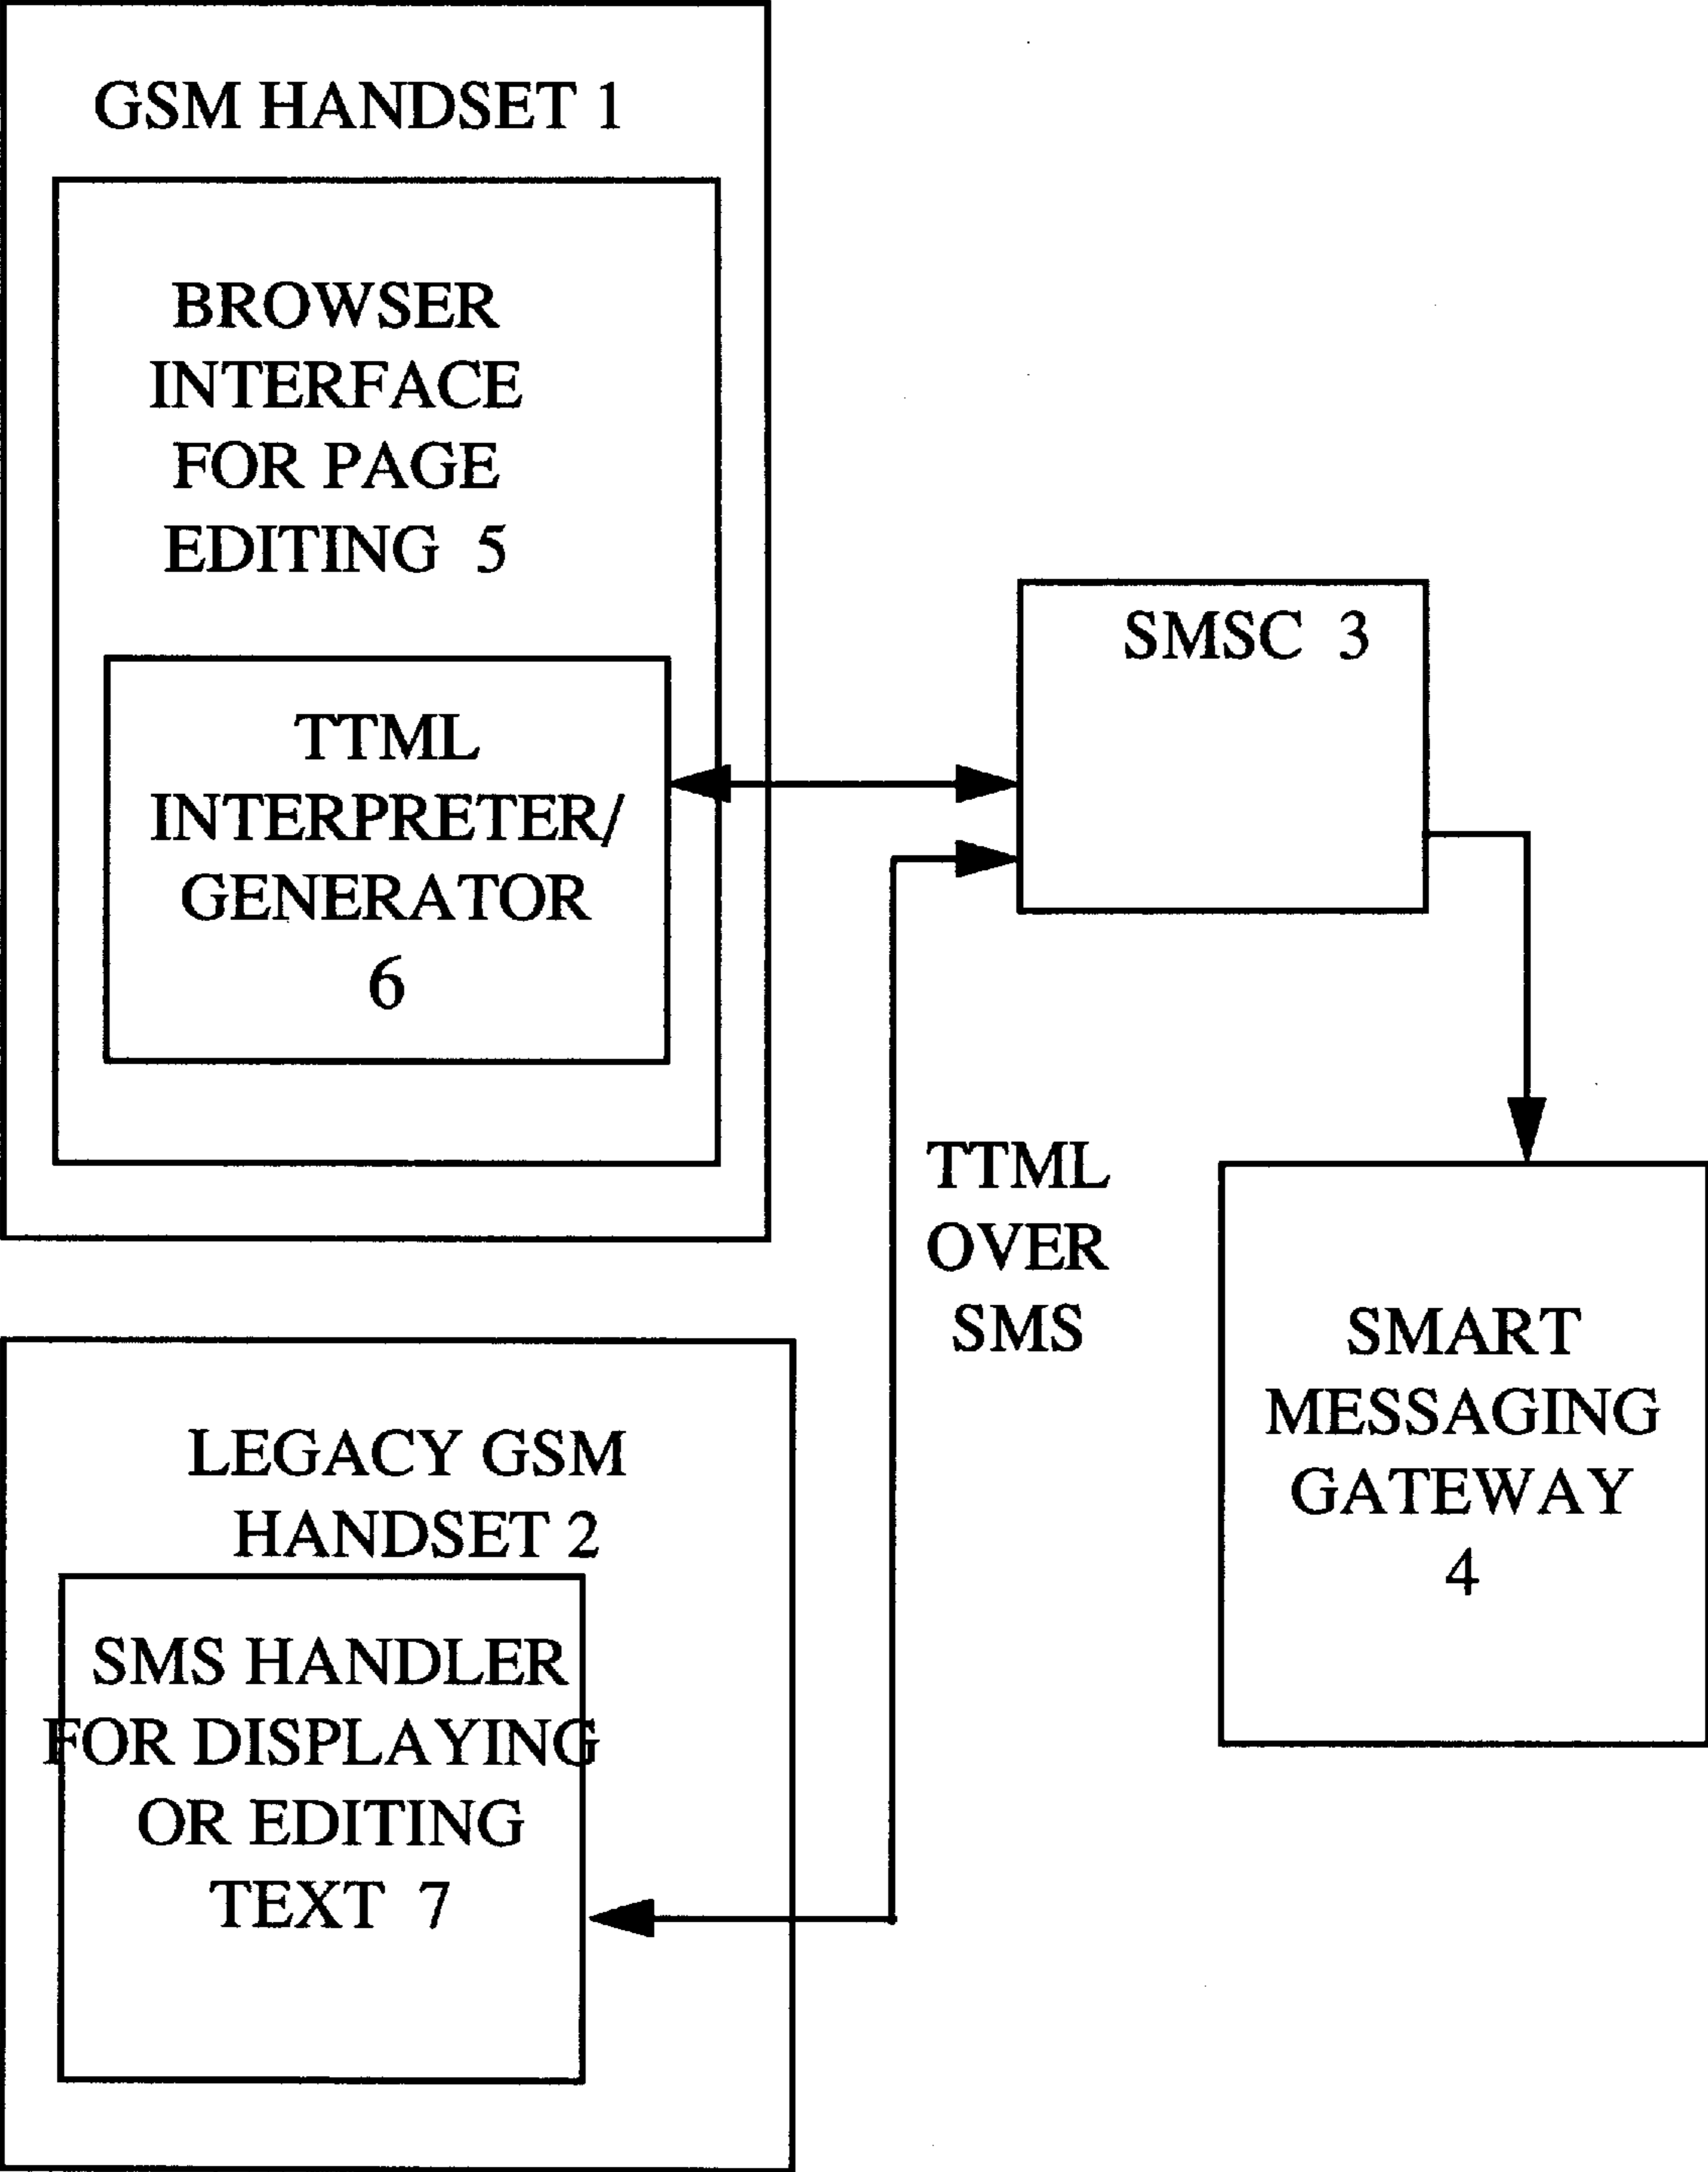 GSM HANDSET 1
BROWSER
INTERFACE
FOR PAGE
EDITING 5
TTML
INTERPRETER/
GENERATOR
6
SMSC 3
TTML
OVER
SMS
SMART
MESSAGING
GATEWAY
4
LEGACY GSM
HANDSET 2
SMS HANDLER
FOR DISPLAYING
OR EDITING
TEXT 7